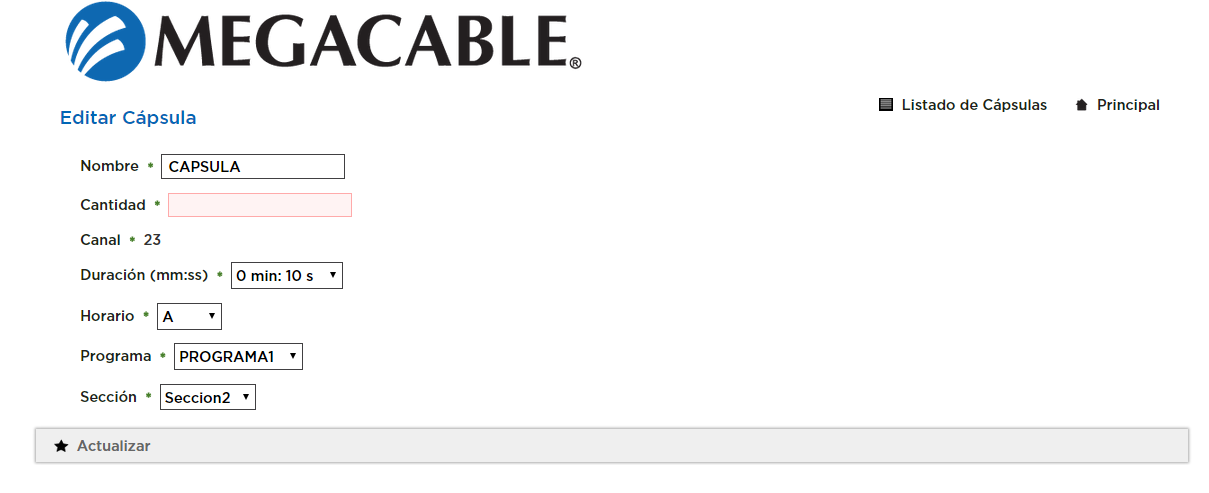 MEGACABLE®
Listado de Cápsulas Principal
Editar Cápsula
Nombre * CAPSULA
Cantidad *
Canal * 23
Duración (mm:ss) * 0 min: 10 s
Horario * A
Programa * PROGRAMA1
Sección * Seccion2
Actualizar